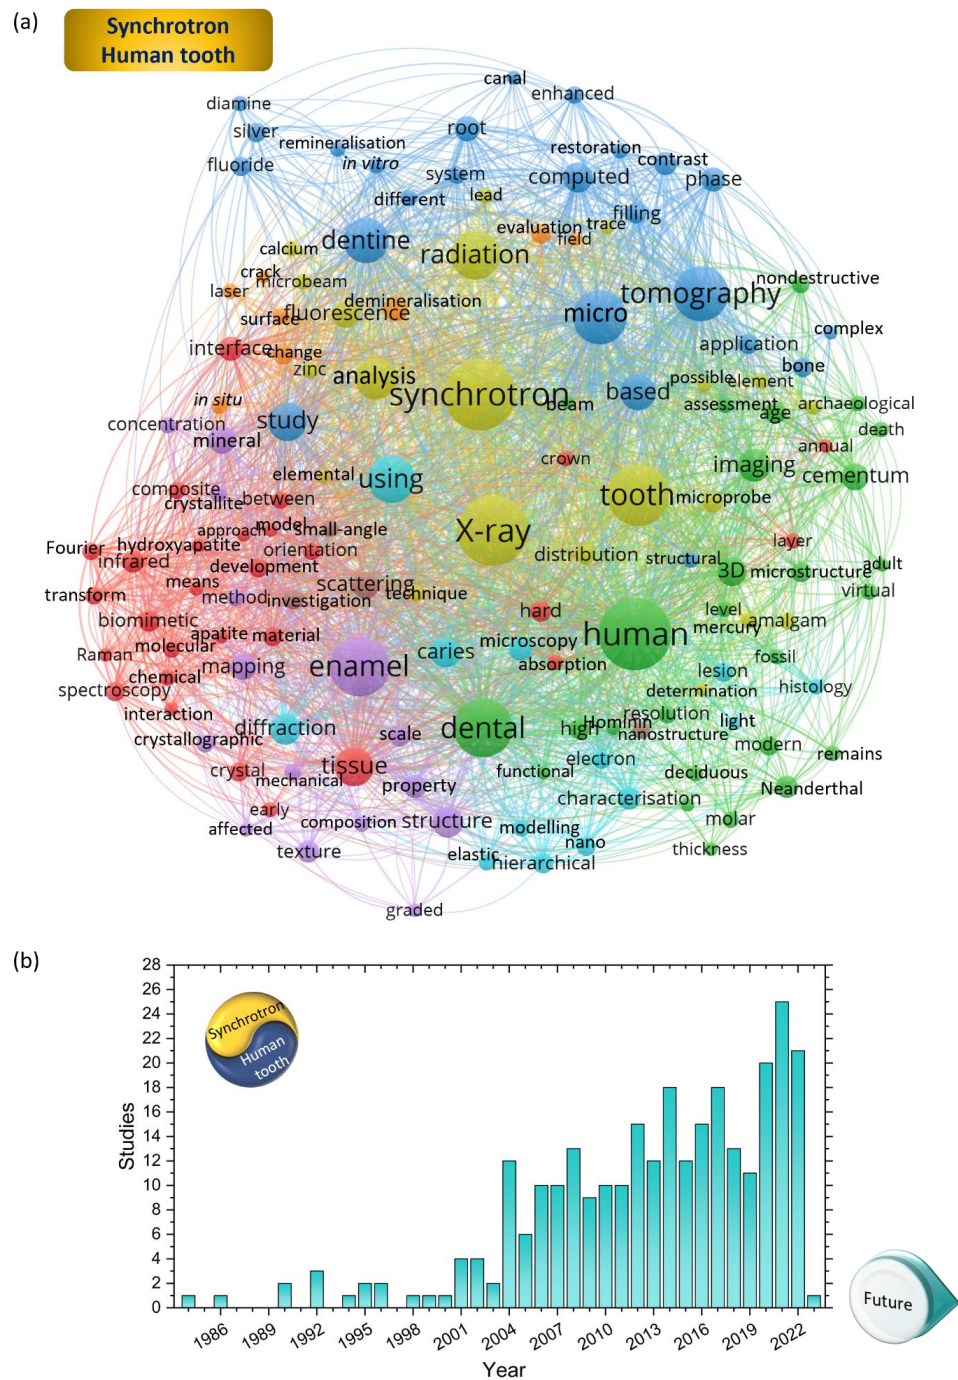 (a)
Synchrotron
Human tooth
canal
enhanced
diamine
silver
root
remineralisation
restoration
in vitro
contrast
fluoride
system
computed
phase
different
lead
filling
evaluation
trace
field
dentine
radiation
calcium
crack
microbeam
nondestructive
laser
demineralisation
tomography
surface
fluorescence
micro
complex
interface
change
application
zinc
analysis
bone
synchrotron
possible
element
in situ
beam
based
assessment
age
archaeological
concentration
study
death
mineral
annual
crown
imaging
elemental
using
cementum
composite
crystallite
between
tooth
microprobe
approach
model
small-angle
X-ray
Fourier
hydroxyapatite
layer
infrared
orientation
distribution
structural
development
3D
microstructure
adult
means
scattering
transform
method
investigation
technique
virtual
hard
level
biomimetic
mercury
amalgam
apatite
material
microscopy
human
molecular
caries
Raman
absorption
fossil
mapping
enamel
lesion
chemical
spectroscopy
determination
histology
interaction
resolution
diffraction
scale
dental
high
Hominin
light
crystallographic
nanostructure
modern
remains
electron
crystal
tissue
functional
deciduous
mechanical
property
Neanderthal
characterisation
early
affected
composition
structure
modelling
molar
texture
elastic
nano
thickness
hierarchical
graded
(b)
28
26
24
22
20
18
16
14
12
10
8
6
4
2
0
Studies
Synchrotron
Human
tooth
1986
1989
1992
1995
1998
2001
2004
2007
2010
2013
2016
2019
2022
Year
Future